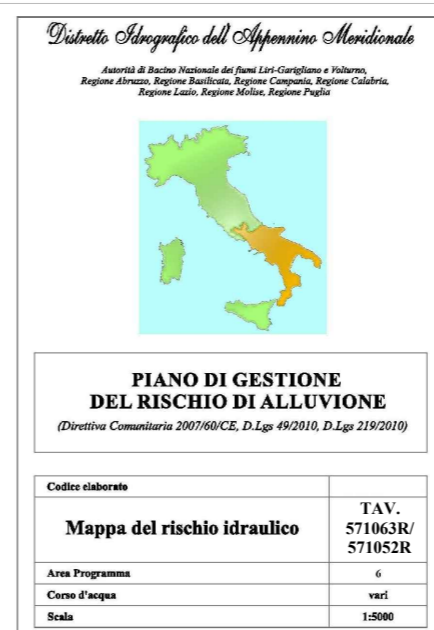 Distretto Idrografico dell'Appennino Meridionale
Autorità di Bacino Nazionale dei fiumi Liri-Garigliano e Volturno,
Regione Abruzzo, Regione Basilicata, Regione Campania, Regione Calabria,
Regione Lazio, Regione Molise, Regione Puglia
PIANO DI GESTIONE
DEL RISCHIO DI ALLUVIONE
(Direttiva Comunitaria 2007/60/CE, D.Lgs 49/2010, D.Lgs 219/2010)
Codice elaborato
Mappa del rischio idraulico
TAV.
571063R/
571052R
Area Programma
6
Corso d'acqua
vari
Scala
1:5000